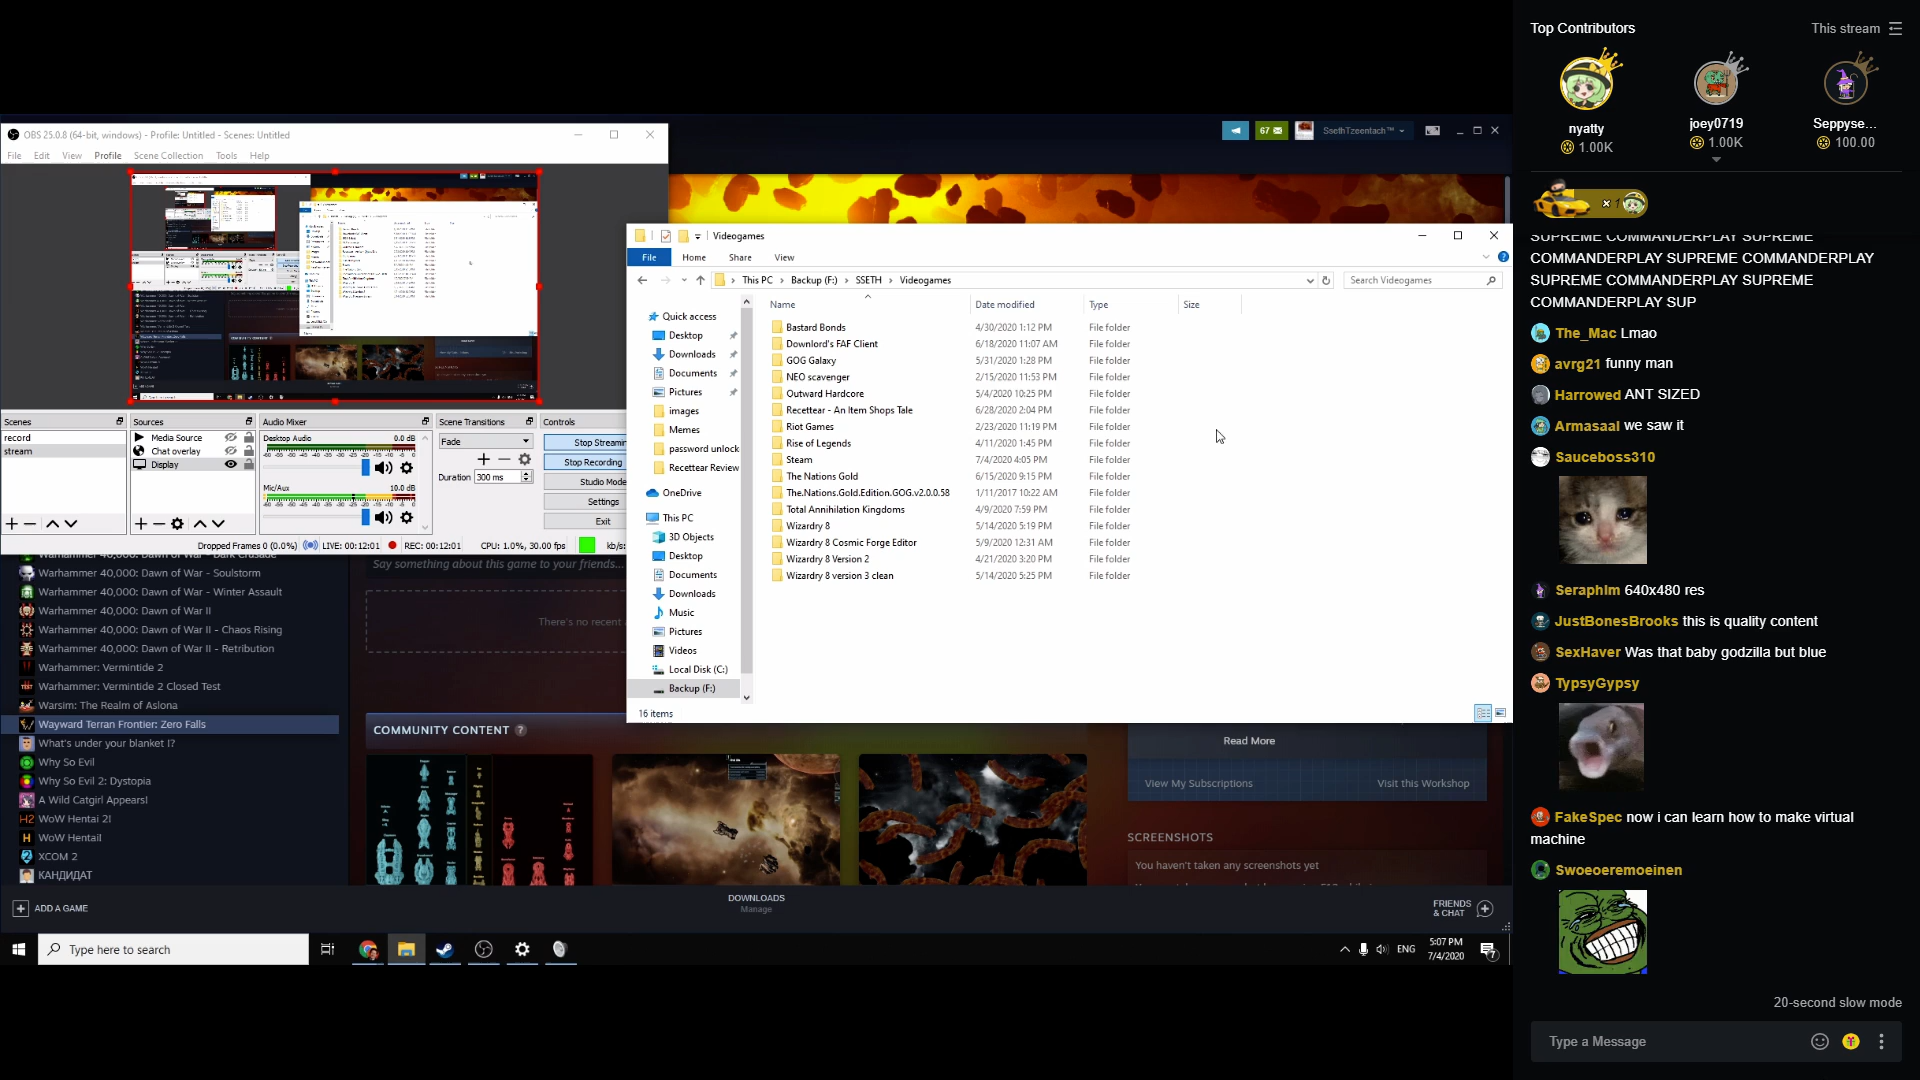 OBS 25.0.8 (64-bit, windows) - Profile: Untitled - Scenes: Untitled
File Edit View Profile Scene Collection Tools Help
67
SsethTzeentach™
Scenes
record
stream
Sources
Media Source
Chat overlay
Display
Audio Mixer
Desktop Audio 0.0 dB
Mic/Aux 10.0 dB
Scene Transitions
Fade
Duration 300 ms
Controls
Stop Streamin
Stop Recording
Studio Mode
Settings
Exit
Dropped Frames 0 (0.0%) LIVE: 00:12:01 REC: 00:12:01 CPU: 1.0%, 30.00 fps kb/s:
Videogames
File Home Share View
This PC Backup (F:) SSETH Videogames
Search Videogames
Quick access
Desktop
Downloads
Documents
Pictures
images
Memes
password unlock
Recettear Review
OneDrive
This PC
3D Objects
Desktop
Documents
Downloads
Music
Pictures
Videos
Local Disk (C:)
Backup (F:)
Name Date modified Type Size
Bastard Bonds 4/30/2020 1:12 PM File folder
Downlord's FAF Client 6/18/2020 11:07 AM File folder
GOG Galaxy 5/31/2020 1:28 PM File folder
NEO scavenger 2/15/2020 11:53 PM File folder
Outward Hardcore 5/4/2020 10:25 PM File folder
Recettear - An Item Shops Tale 6/28/2020 2:04 PM File folder
Riot Games 2/23/2020 11:19 PM File folder
Rise of Legends 4/11/2020 1:45 PM File folder
Steam 7/4/2020 4:05 PM File folder
The Nations Gold 6/15/2020 9:15 PM File folder
The.Nations.Gold.Edition.GOG.v2.0.0.58 1/11/2017 10:22 AM File folder
Total Annihilation Kingdoms 4/9/2020 7:59 PM File folder
Wizardry 8 5/14/2020 5:19 PM File folder
Wizardry 8 Cosmic Forge Editor 5/9/2020 12:31 AM File folder
Wizardry 8 Version 2 4/21/2020 3:20 PM File folder
Wizardry 8 version 3 clean 5/14/2020 5:25 PM File folder
16 items
Warhammer 40,000: Dawn of War - Dark Crusade
Warhammer 40,000: Dawn of War - Soulstorm
Warhammer 40,000: Dawn of War - Winter Assault
Warhammer 40,000: Dawn of War II
Warhammer 40,000: Dawn of War II - Chaos Rising
Warhammer 40,000: Dawn of War II - Retribution
Warhammer: Vermintide 2
Warhammer: Vermintide 2 Closed Test
Warsim: The Realm of Aslona
Wayward Terran Frontier: Zero Falls
What's under your blanket !?
Why So Evil
Why So Evil 2: Dystopia
A Wild Catgirl Appears!
WoW Hentai 2!
WoW Hentai!
XCOM 2
КАНДИДАТ
Say something about this game to your friends...
There's no recent
COMMUNITY CONTENT ?
Read More
View My Subscriptions Visit this Workshop
SCREENSHOTS
You haven't taken any screenshots yet
ADD A GAME
DOWNLOADS
Manage
FRIENDS
& CHAT
Type here to search
ENG
5:07 PM
7/4/2020
7
Top Contributors This stream
nyatty
1.00K
joey0719
1.00K
Seppyse...
100.00
× 1
SUPREME COMMANDERPLAY SUPREME
COMMANDERPLAY SUPREME COMMANDERPLAY
SUPREME COMMANDERPLAY SUPREME
COMMANDERPLAY SUP
The_Mac Lmao
avrg21 funny man
Harrowed ANT SIZED
Armasaal we saw it
Sauceboss310
Seraphlm 640x480 res
JustBonesBrooks this is quality content
SexHaver Was that baby godzilla but blue
TypsyGypsy
FakeSpec now i can learn how to make virtual
machine
Swoeoeremoeinen
20-second slow mode
Type a Message